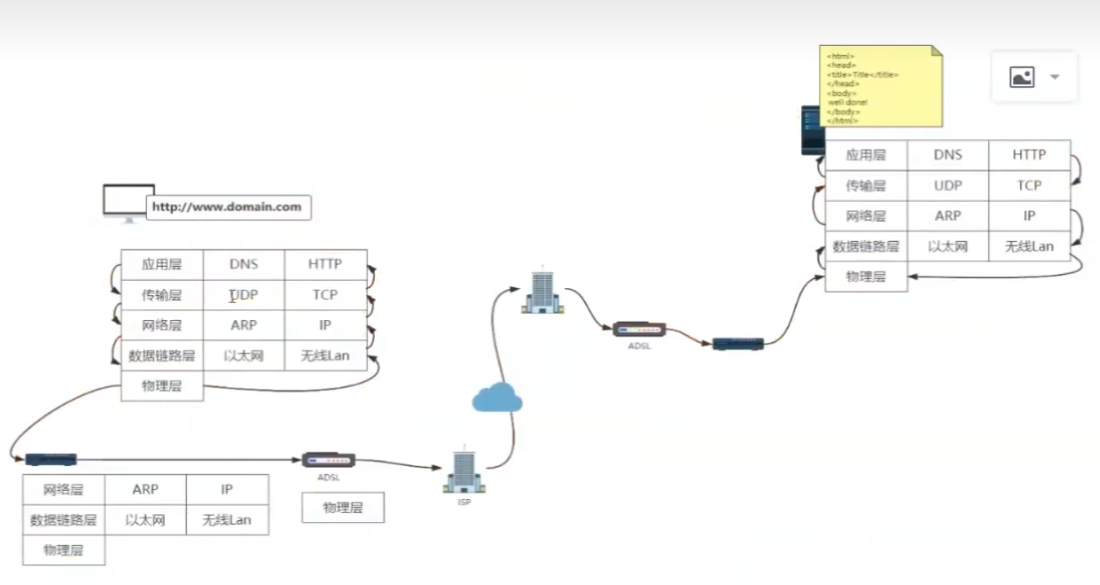 <html>
<head>
<title>Title</title>
</head>
<body>
well done!
</body>
</html>
应用层 DNS HTTP
传输层 UDP TCP
网络层 ARP IP
数据链路层 以太网 无线Lan
物理层
http://www.domain.com
应用层 DNS HTTP
传输层 UDP TCP
网络层 ARP IP
数据链路层 以太网 无线Lan
物理层
ADSL
ADSL
ISP
网络层 ARP IP
数据链路层 以太网 无线Lan
物理层
物理层